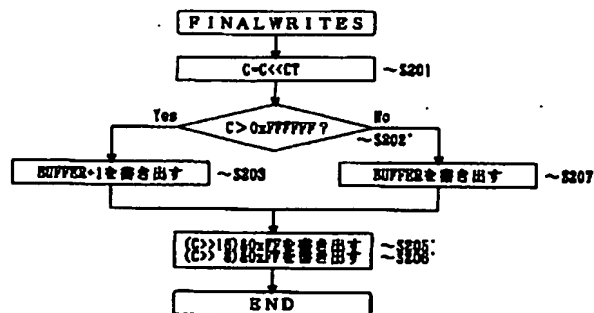 FINALWRITES
C=C<<CT ～S201
Yes
No
C>0xFFFFFF? ～S202'
BUFFER+1を書き出す ～S203
BUFFERを書き出す ～S207
&0xFFを書き出す ～S205'
(C>> 8)&0xFFを書き出す ～S206'
END